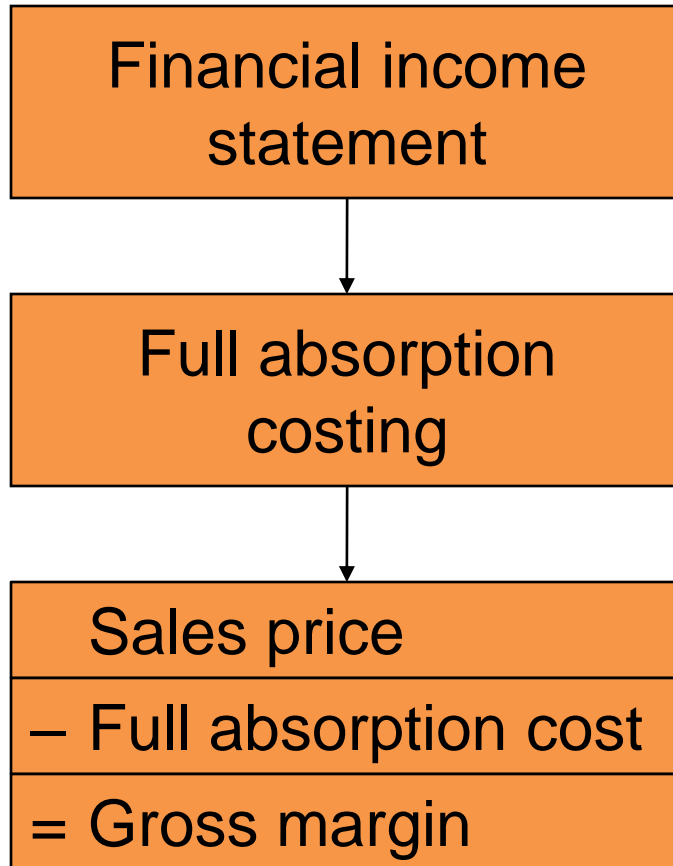 Financial income
statement
Full absorption
costing
Sales price
– Full absorption cost
= Gross margin